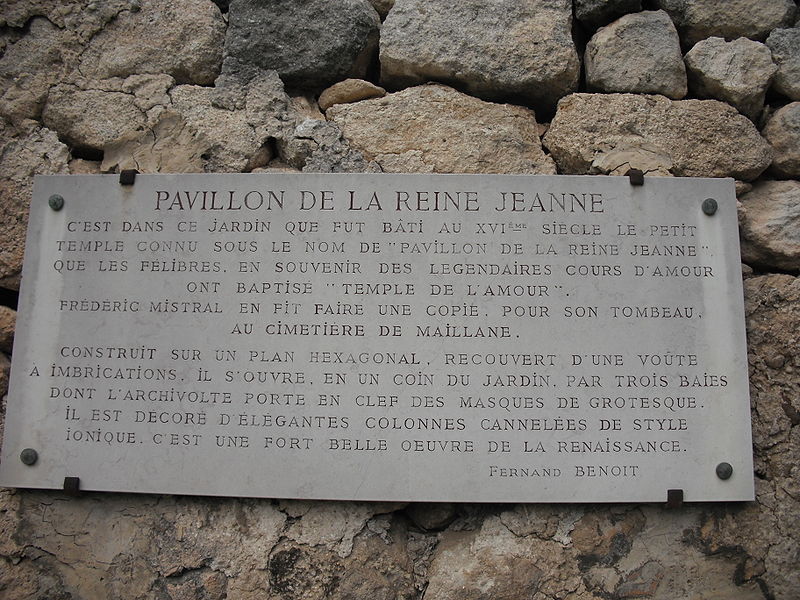 PAVILLON DE LA REINE JEANNE
C'EST DANS CE JARDIN QUE FUT BÂTI AU XVIÈME SIÈCLE LE PETIT
TEMPLE CONNU SOUS LE NOM DE "PAVILLON DE LA REINE JEANNE",
QUE LES FÉLIBRES, EN SOUVENIR DES LEGENDAIRES COURS D'AMOUR
ONT BAPTISÉ "TEMPLE DE L'AMOUR".
FRÉDÉRIC MISTRAL EN FIT FAIRE UNE COPIE, POUR SON TOMBEAU,
AU CIMETIÈRE DE MAILLANE.
CONSTRUIT SUR UN PLAN HEXAGONAL, RECOUVERT D'UNE VOÛTE
A IMBRICATIONS, IL S'OUVRE, EN UN COIN DU JARDIN, PAR TROIS BAIES
DONT L'ARCHIVOLTE PORTE EN CLEF DES MASQUES DE GROTESQUE.
IL EST DÉCORÉ D'ÉLÉGANTES COLONNES CANNELÉES DE STYLE
IONIQUE. C'EST UNE FORT BELLE OEUVRE DE LA RENAISSANCE.
FERNAND BENOIT